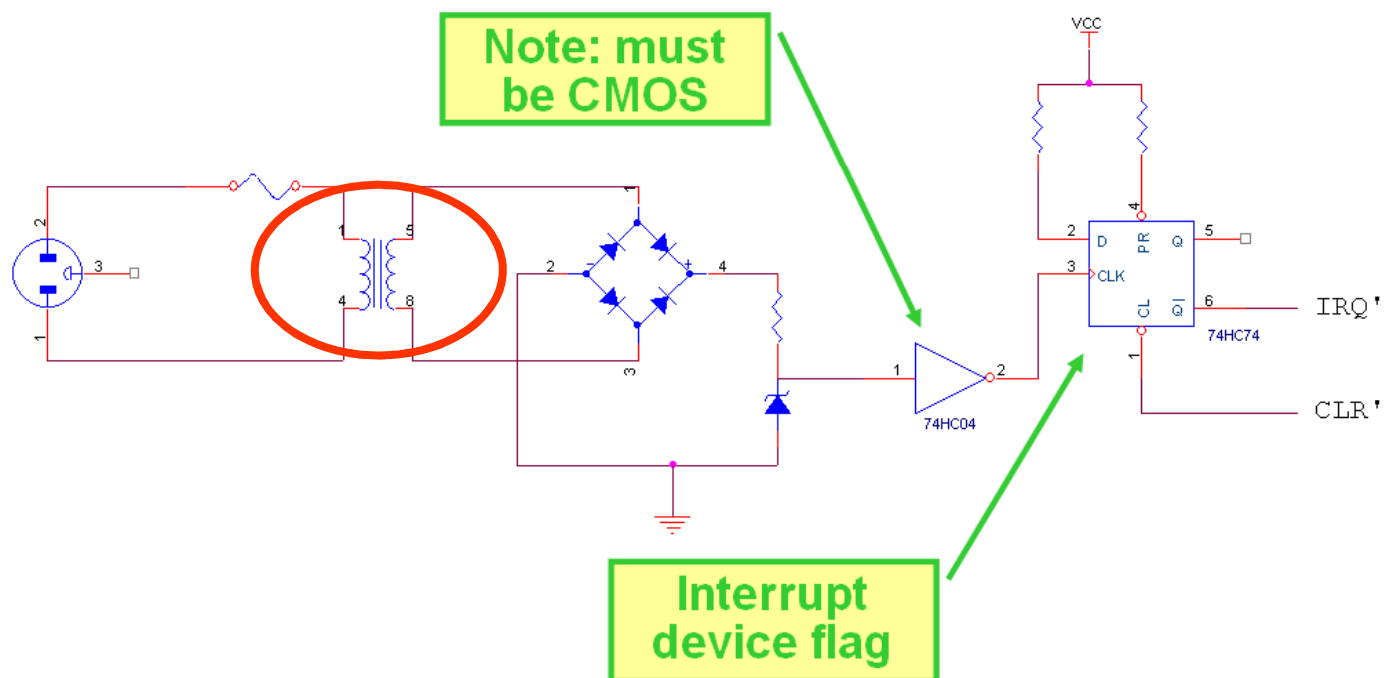 Note: must
be CMOS
VCC
2
3
1
1
5
4
8
1
2
-
+
4
3
1
2
74HC04
4
2
D
PR
Q
5
3
CLK
CL
Q
6
74HC74
1
IRQ'
CLR'
Interrupt
device flag